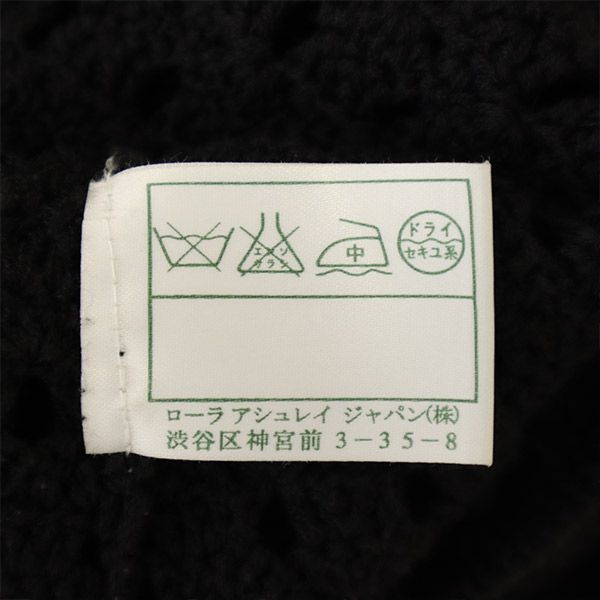 エンソ
サラシ
中
ドライ
セキユ系
ローラ アシュレイ ジャパン(株)
渋谷区神宮前 3-35-8